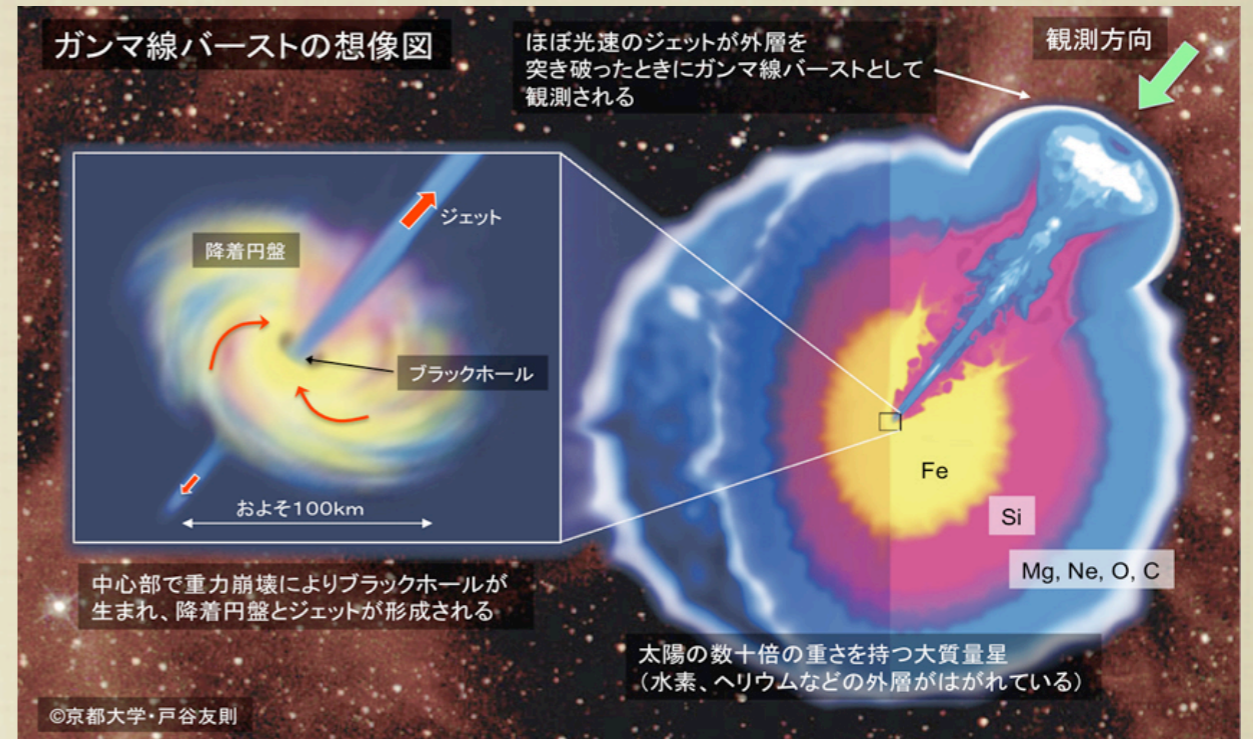 ガンマ線バーストの想像図
ほぼ光速のジェットが外層を
突き破ったときにガンマ線バーストとして
観測される
観測方向
ジェット
降着円盤
ブラックホール
およそ100km
Fe
Si
Mg, Ne, O, C
中心部で重力崩壊によりブラックホールが
生まれ、降着円盤とジェットが形成される
太陽の数十倍の重さを持つ大質量星
（水素、ヘリウムなどの外層がはがれている）
©京都大学・戸谷友則